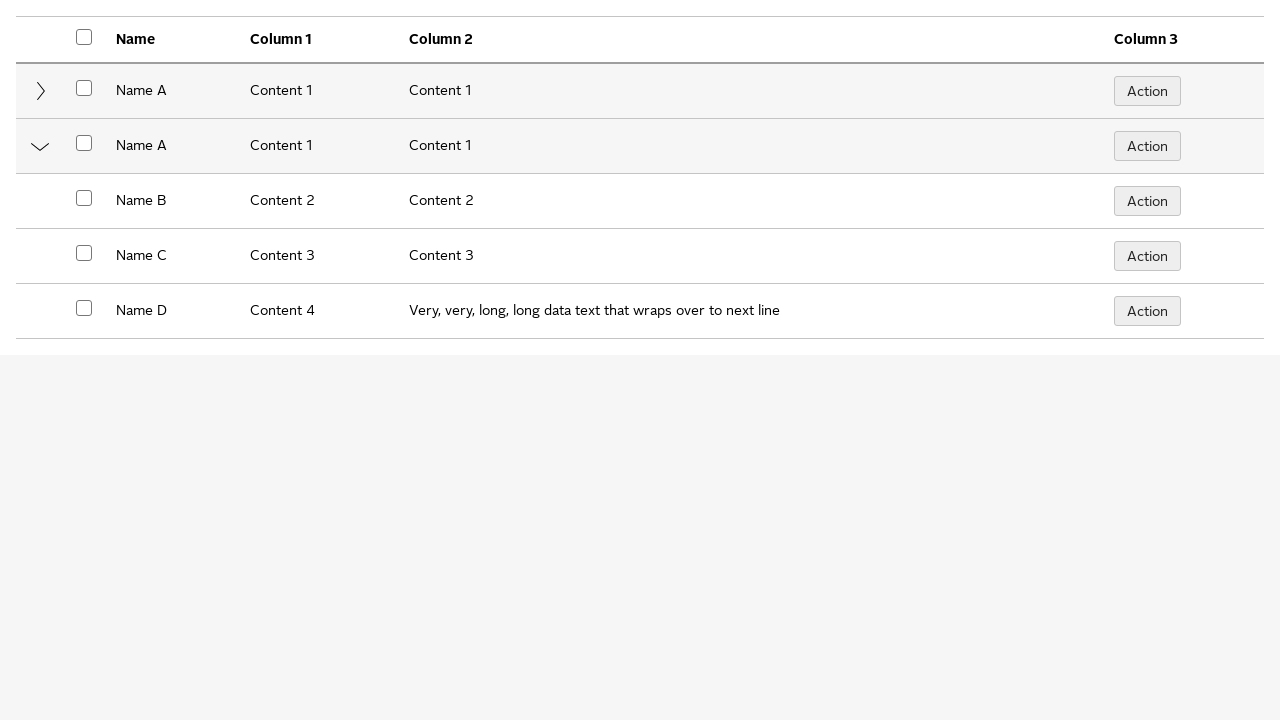 Name Column 1 Column 2 Column 3
Name A Content 1 Content 1 Action
Name A Content 1 Content 1 Action
Name B Content 2 Content 2 Action
Name C Content 3 Content 3 Action
Name D Content 4 Very, very, long, long data text that wraps over to next line Action